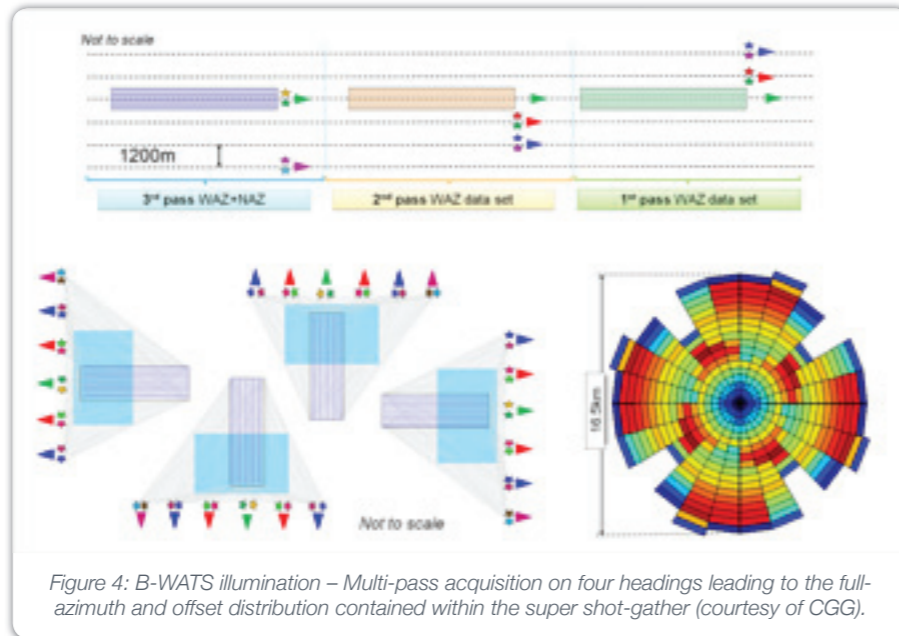 Not to scale
1200m
3rd pass WAZ+NAZ
2nd pass WAZ data set
1st pass WAZ data set
16.5km
Not to scale
Figure 4: B-WATS illumination – Multi-pass acquisition on four headings leading to the full-
azimuth and offset distribution contained within the super shot-gather (courtesy of CGG).